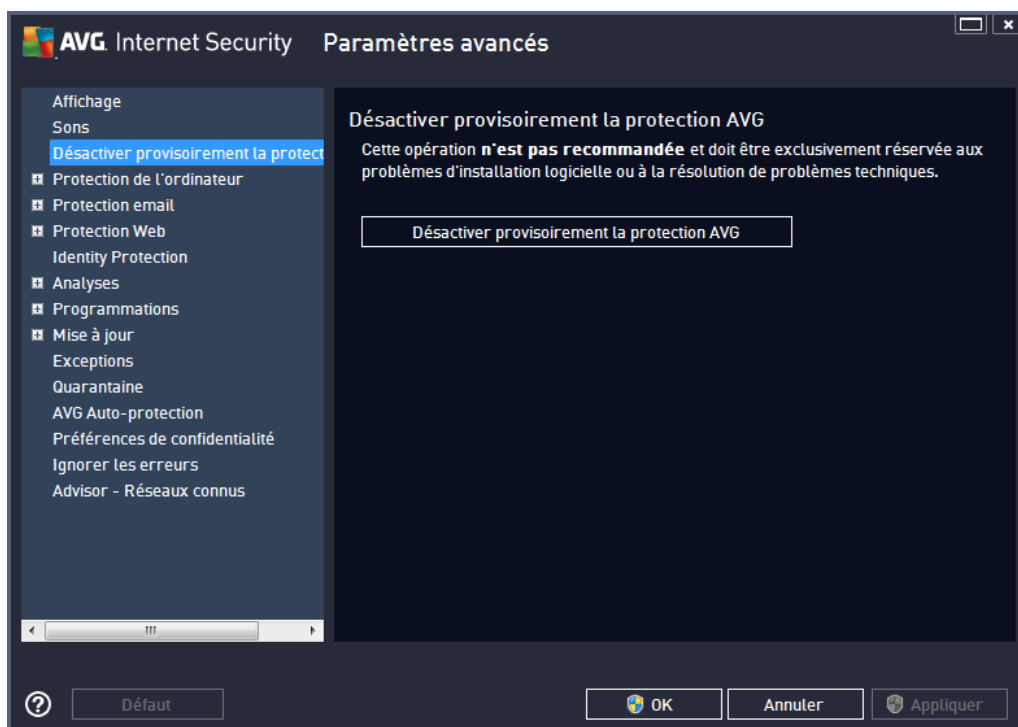 AVG. Internet Security Paramètres avancés
Affichage
Sons
Désactiver provisoirement la protect
Protection de l'ordinateur
Protection email
Protection Web
Identity Protection
Analyses
Programmations
Mise à jour
Exceptions
Quarantaine
AVG Auto-protection
Préférences de confidentialité
Ignorer les erreurs
Advisor - Réseaux connus
Désactiver provisoirement la protection AVG
Cette opération n'est pas recommandée et doit être exclusivement réservée aux
problèmes d'installation logicielle ou à la résolution de problèmes techniques.
Désactiver provisoirement la protection AVG
Défaut
OK
Annuler
Appliquer